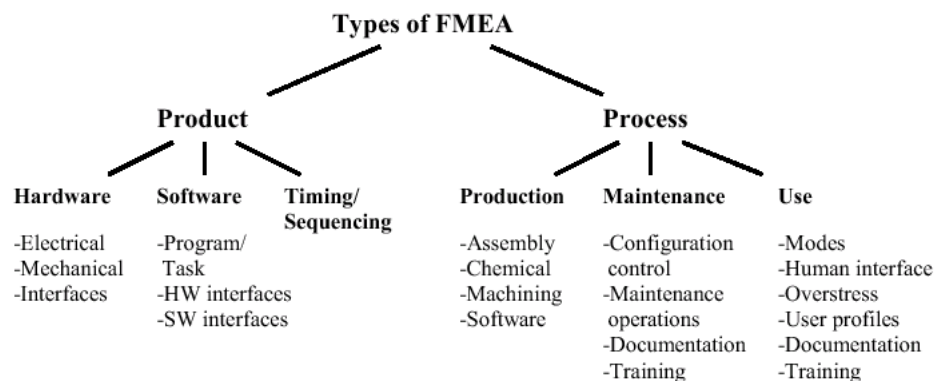 Types of FMEA
Product
Process
Hardware
-Electrical
-Mechanical
-Interfaces
Software
-Program/
Task
-HW interfaces
-SW interfaces
Timing/
Sequencing
Production
-Assembly
-Chemical
-Machining
-Software
Maintenance
-Configuration
control
-Maintenance
operations
-Documentation
-Training
Use
-Modes
-Human interface
-Overstress
-User profiles
-Documentation
-Training